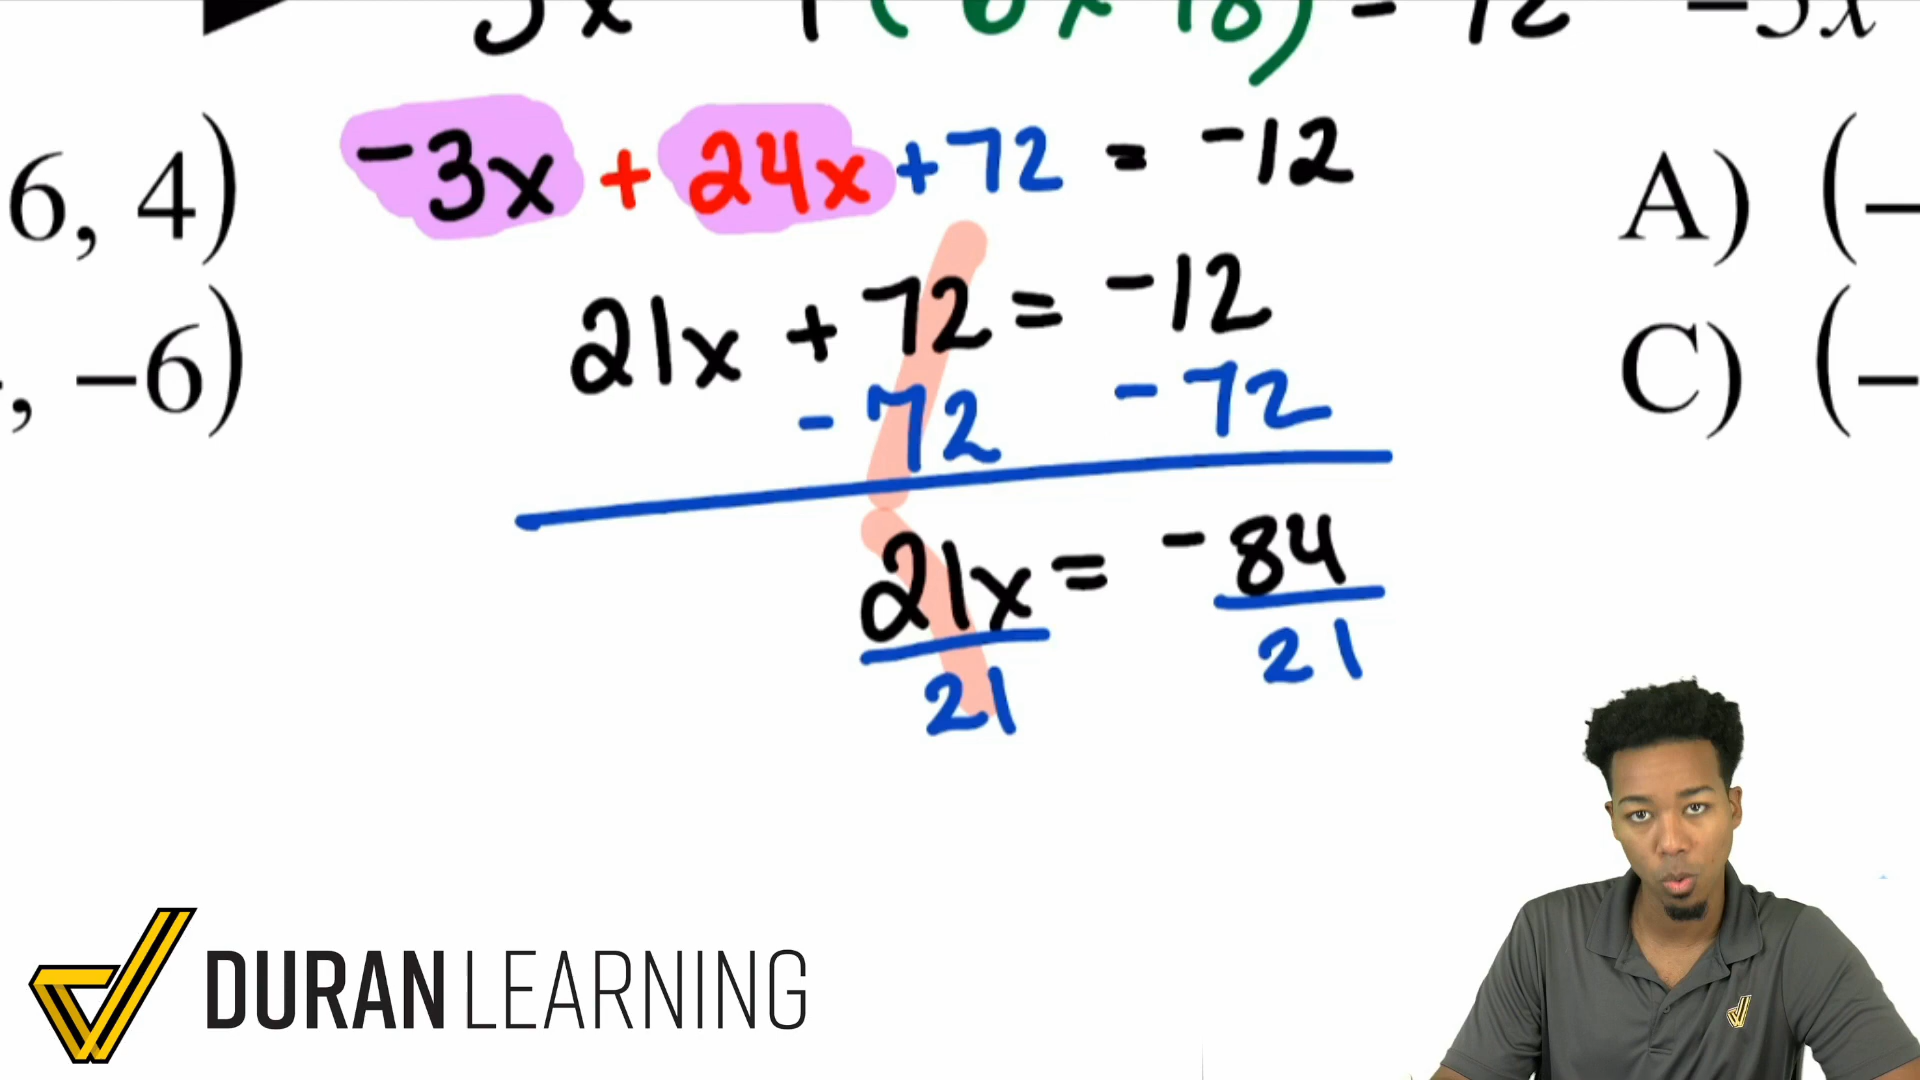 6, 4)
, −6)
-3x + 24x + 72 = -12
21x + 72 = -12
- 72 - 72
21x = -84
21 21
A) (−
C) (−
DURAN LEARNING